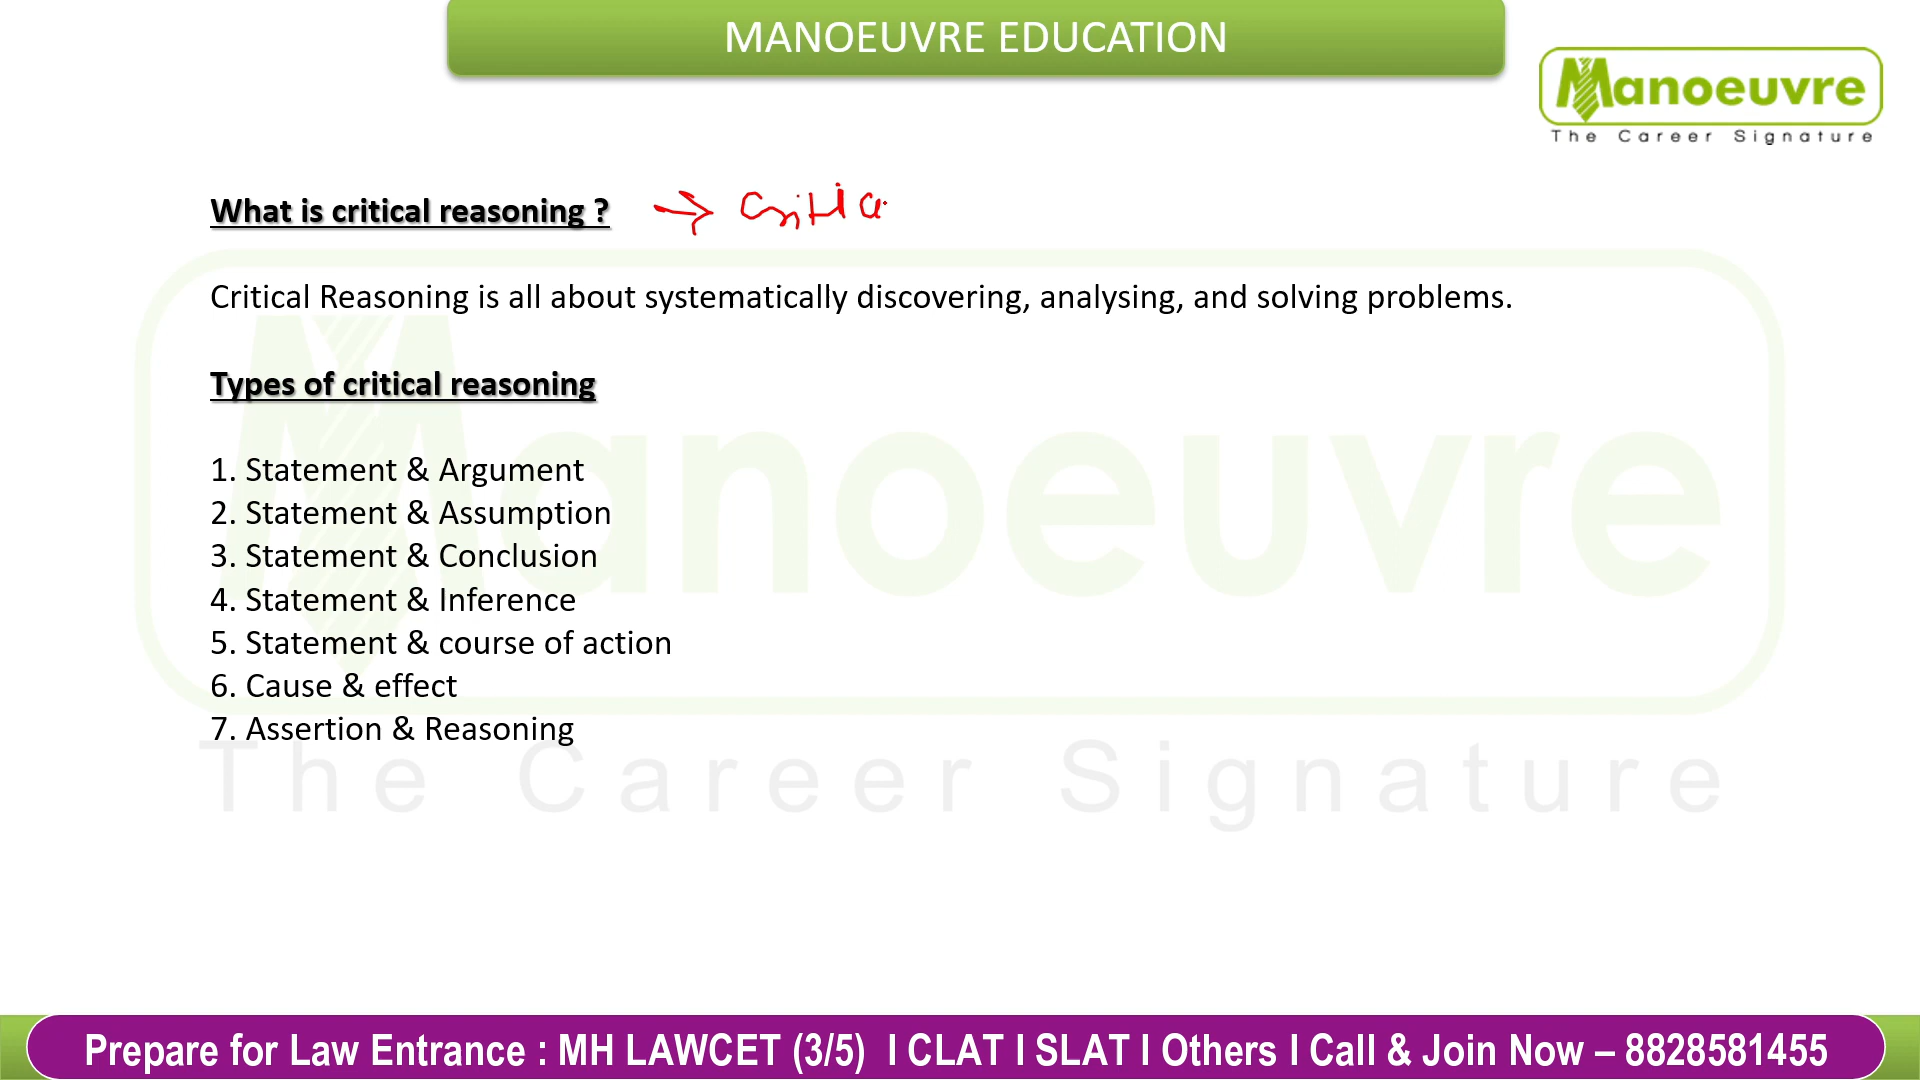 MANOEUVRE EDUCATION
Manoeuvre
The Career Signature
What is critical reasoning ? → Critica
Critical Reasoning is all about systematically discovering, analysing, and solving problems.
Types of critical reasoning
1. Statement & Argument
2. Statement & Assumption
3. Statement & Conclusion
4. Statement & Inference
5. Statement & course of action
6. Cause & effect
7. Assertion & Reasoning
Manoeuvre
The Career Signature
Prepare for Law Entrance : MH LAWCET (3/5) I CLAT I SLAT I Others I Call & Join Now – 8828581455